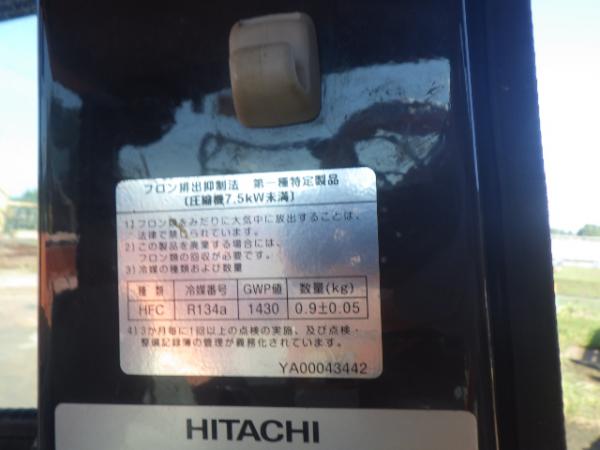 フロン排出抑制法 第一種特定製品
(圧縮機7.5kW未満)
1) フロン類をみだりに大気中に放出することは、
法律で禁じられています。
2) この製品を廃棄する場合には、
フロン類の回収が必要です。
3) 冷媒の種類および数量
種類 冷媒番号 GWP値 数量(kg)
HFC R134a 1430 0.9±0.05
4) 3か月毎に1回以上の点検の実施、及び点検・
整備記録簿の管理が義務化されています。
YA00043442
HITACHI